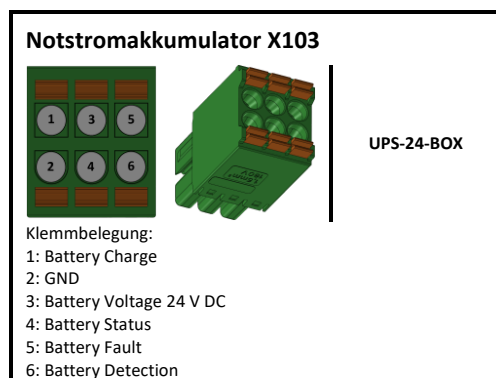 Notstromakkumulator X103
1 3 5
2 4 6
UPS-24-BOX
Klemmbelegung:
1: Battery Charge
2: GND
3: Battery Voltage 24 V DC
4: Battery Status
5: Battery Fault
6: Battery Detection